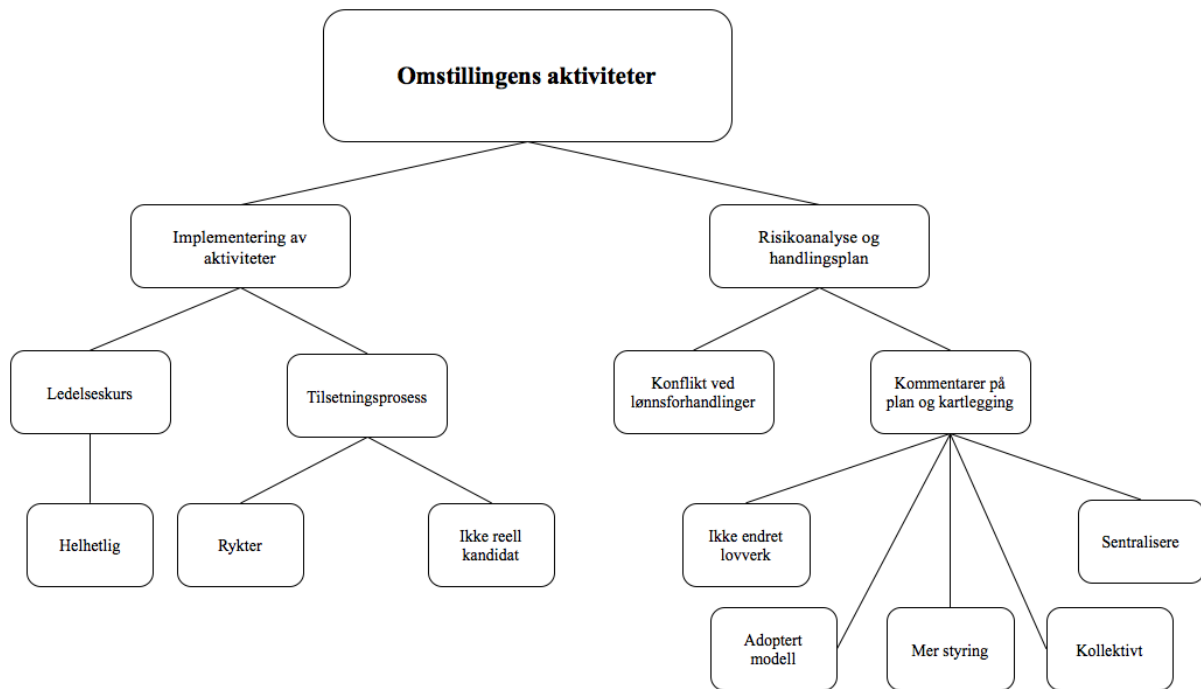 Omstillingens aktiviteter
Implementering av
aktiviteter
Risikoanalyse og
handlingsplan
Ledelseskurs
Tilsetningsprosess
Konflikt ved
lønnsforhandlinger
Kommentarer på
plan og kartlegging
Helhetlig
Rykter
Ikke reell
kandidat
Ikke endret
lovverk
Sentralisere
Adoptert
modell
Mer styring
Kollektivt